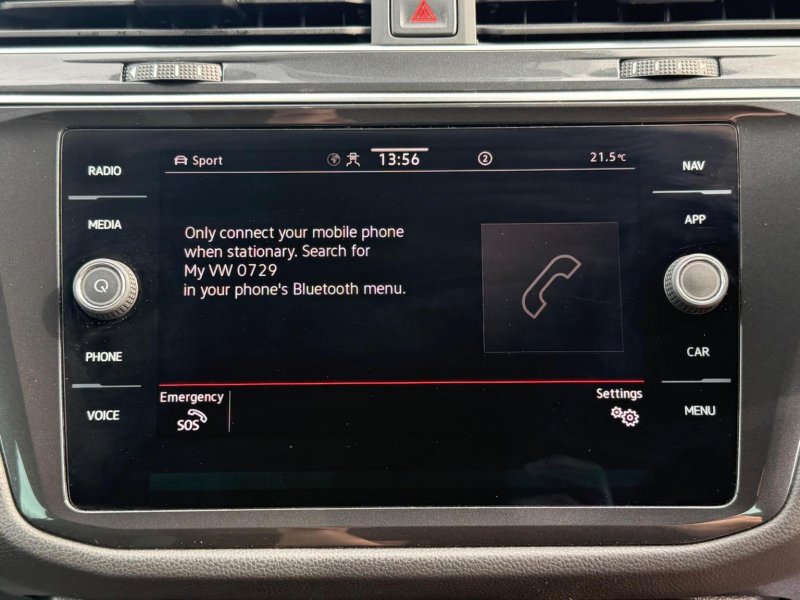 Sport 13:56 2 21.5°C
RADIO
MEDIA
PHONE
VOICE
Only connect your mobile phone
when stationary. Search for
My VW 0729
in your phone's Bluetooth menu.
Emergency
SOS
Settings
NAV
APP
CAR
MENU